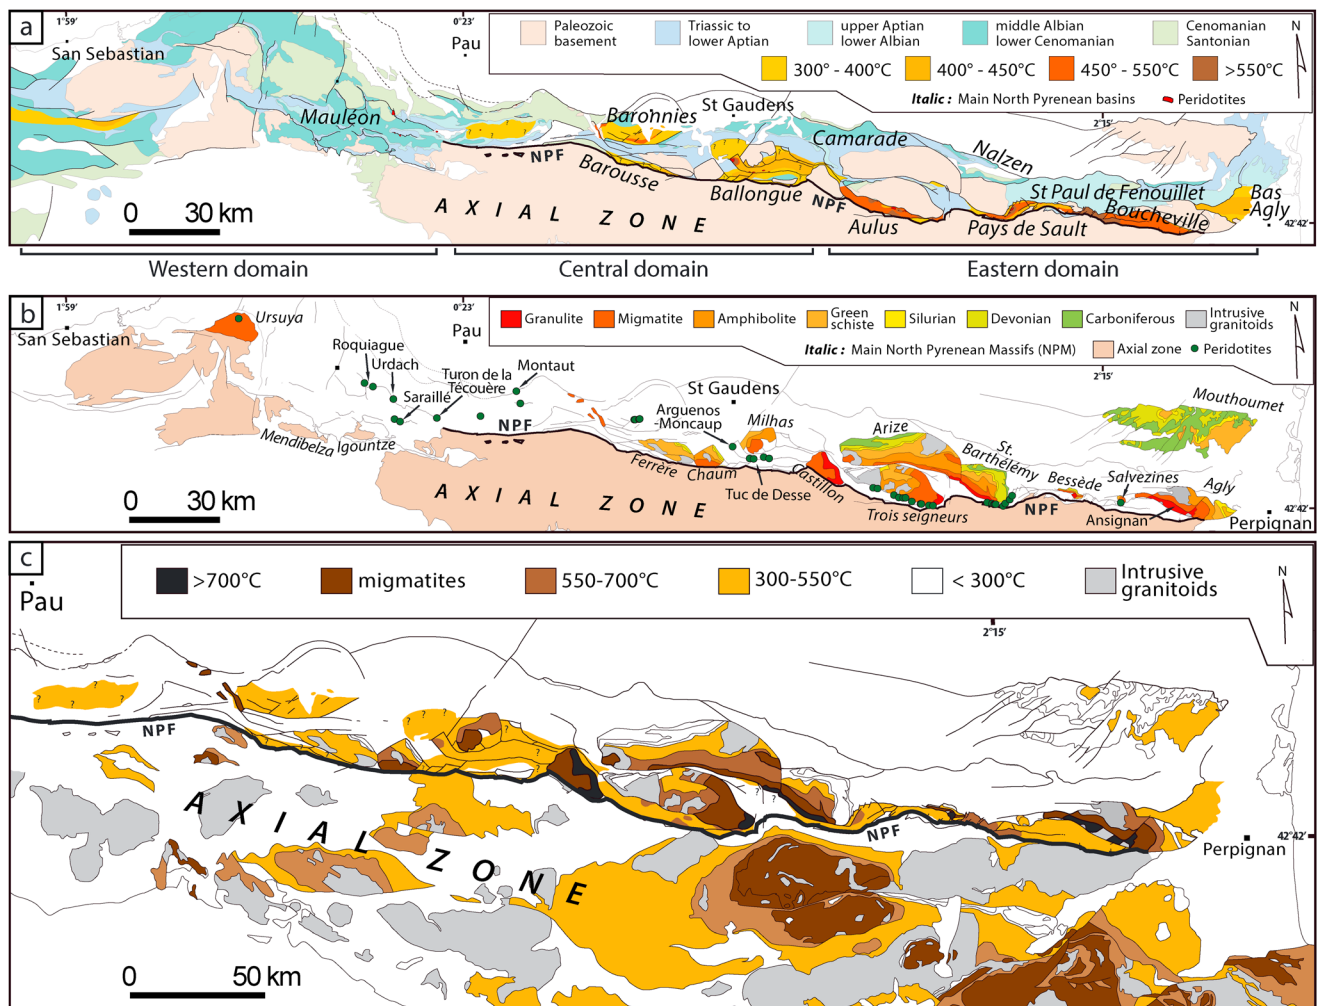 a
1°59'
San Sebastian
0°23'
Pau
Paleozoic
basement
Triassic to
lower Aptian
upper Aptian
lower Albian
middle Albian
lower Cenomanian
Cenomanian
Santonian
300° - 400°C
400° - 450°C
450° - 550°C
>550°C
Italic : Main North Pyrenean basins
Peridotites
N
2°15'
Mauléon
Baronnies
St Gaudens
Camarade
Nalzen
NPF
Barousse
Ballongue
NPF
St Paul de Fenouillet
Boucheville
Bas
-Agly
42°42'
Aulus
Pays de Sault
AXIAL ZONE
0 30 km
? ? ? ? ? ?
Western domain
Central domain
Eastern domain
b
1°59'
San Sebastian
Ursuya
0°23'
Pau
Granulite
Migmatite
Amphibolite
Green
schiste
Silurian
Devonian
Carboniferous
Intrusive
granitoids
Italic : Main North Pyrenean Massifs (NPM)
Axial zone
Peridotites
N
2°15'
Roquiague
Urdach
Saraillé
Turon de la
Técouère
Montaut
St Gaudens
Arguenos
-Moncaup
Milhas
Arize
St.
Barthélémy
Mouthoumet
Mendibelza
Igountze
NPF
Ferrère
Chaum
Tuc de Desse
Castillon
Trois seigneurs
NPF
Bessède
Salvezines
Ansignan
Agly
42°42'
Perpignan
AXIAL ZONE
0 30 km
c
Pau
>700°C
migmatites
550-700°C
300-550°C
< 300°C
Intrusive
granitoids
N
2°15'
? ? ?
? ? ?
? ? ? ?
NPF
NPF
AXIAL ZONE
42°42'
Perpignan
0 50 km